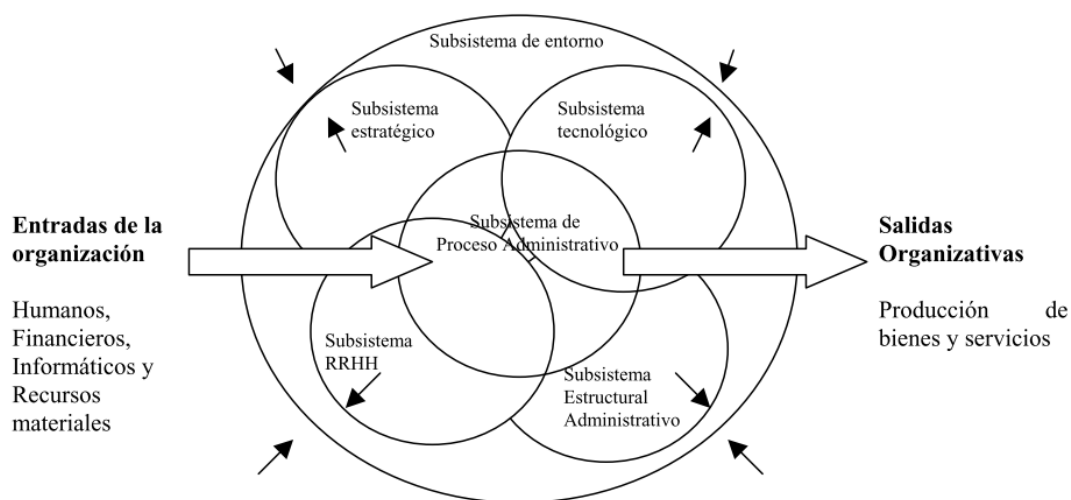 Subsistema de entorno
Subsistema
estratégico
Subsistema
tecnológico
Entradas de la
organización
Humanos,
Financieros,
Informáticos y
Recursos
materiales
Subsistema de
Proceso Administrativo
Salidas
Organizativas
Producción de
bienes y servicios
Subsistema
RRHH
Subsistema
Estructural
Administrativo